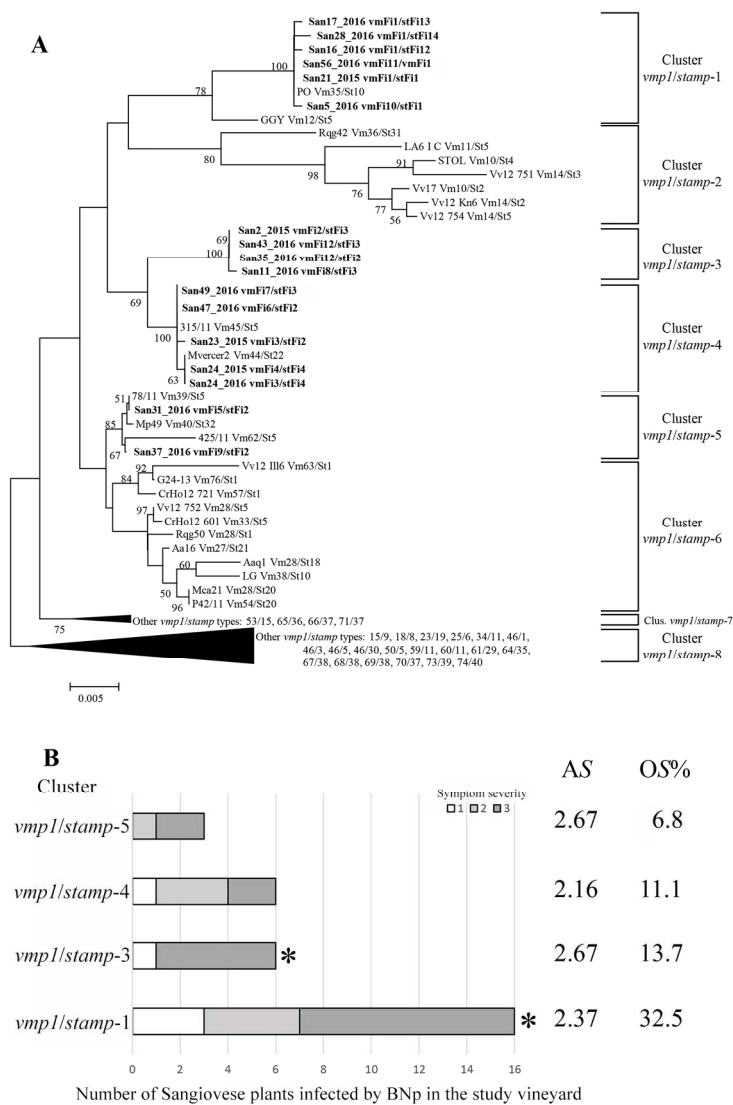 A
San17_2016 vmFi1/stFi13
San28_2016 vmFi1/stFi14
San16_2016 vmFi1/stFi12
San56_2016 vmFi11/vmFi1
100
San21_2015 vmFi1/stFi1
PO Vm35/St10
San5_2016 vmFi10/stFi1
78
GGY Vm12/St5
Cluster
vmp1/stamp-1
Rqg42 Vm36/St31
80
LA6 I C Vm11/St5
98
STOL Vm10/St4
91
Vv12 751 Vm14/St3
76
Vv17 Vm10/St2
77
Vv12 Kn6 Vm14/St2
56
Vv12 754 Vm14/St5
Cluster
vmp1/stamp-2
San2_2015 vmFi2/stFi3
69
San43_2016 vmFi12/stFi3
100
San35_2016 vmFi12/stFi2
San11_2016 vmFi8/stFi3
Cluster
vmp1/stamp-3
69
San49_2016 vmFi7/stFi3
San47_2016 vmFi6/stFi2
315/11 Vm45/St5
100
San23_2015 vmFi3/stFi2
Mvercer2 Vm44/St22
San24_2015 vmFi4/stFi4
63
San24_2016 vmFi3/stFi4
Cluster
vmp1/stamp-4
51
78/11 Vm39/St5
San31_2016 vmFi5/stFi2
85
Mp49 Vm40/St32
425/11 Vm62/St5
67
San37_2016 vmFi9/stFi2
Cluster
vmp1/stamp-5
92
Vv12 Ill6 Vm63/St1
84
G24-13 Vm76/St1
CrHo12 721 Vm57/St1
97
Vv12 752 Vm28/St5
CrHo12 601 Vm33/St5
Rqg50 Vm28/St1
Aa16 Vm27/St21
60
Aaq1 Vm28/St18
LG Vm38/St10
50
Mca21 Vm28/St20
96
P42/11 Vm54/St20
Cluster
vmp1/stamp-6
75
Other vmp1/stamp types: 53/15, 65/36, 66/37, 71/37
Clus. vmp1/stamp-7
Other vmp1/stamp types: 15/9, 18/8, 23/19, 25/6, 34/11, 46/1,
46/3, 46/5, 46/30, 50/5, 59/11, 60/11, 61/29, 64/35,
67/38, 68/38, 69/38, 70/37, 73/39, 74/40
Cluster
vmp1/stamp-8
0.005
B
Cluster
Symptom severity
1 2 3
AS OS%
vmp1/stamp-5 2.67 6.8
vmp1/stamp-4 2.16 11.1
vmp1/stamp-3 * 2.67 13.7
vmp1/stamp-1 * 2.37 32.5
0 2 4 6 8 10 12 14 16
Number of Sangiovese plants infected by BNp in the study vineyard